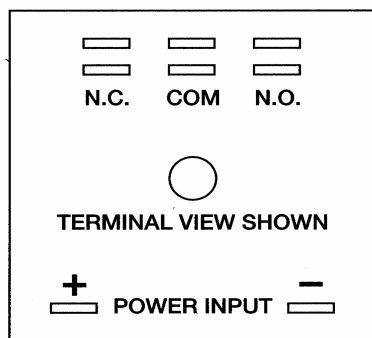 N.C. COM N.O.
TERMINAL VIEW SHOWN
+ POWER INPUT −